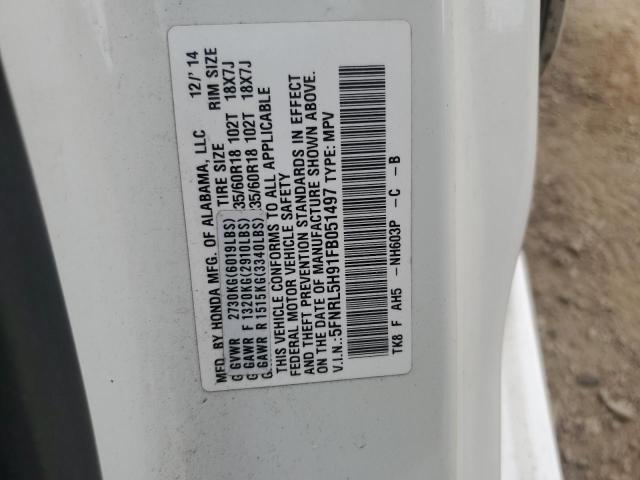 MFD. BY HONDA MFG. OF ALABAMA, LLC 12/'14
TIRE SIZE RIM SIZE
G GVWR 2730KG(6019LBS)
G GAWR F 1320KG(2910LBS) 235/60R18 102T 18X7J
G. GAWR R 1515KG(3340LBS) 235/60R18 102T 18X7J
THIS VEHICLE CONFORMS TO ALL APPLICABLE
FEDERAL MOTOR VEHICLE SAFETY
AND THEFT PREVENTION STANDARDS IN EFFECT
ON THE DATE OF MANUFACTURE SHOWN ABOVE.
V.I.N.:5FNRL5H91FB051497 TYPE: MPV
TK8 F AH5 -NH603P -C -B